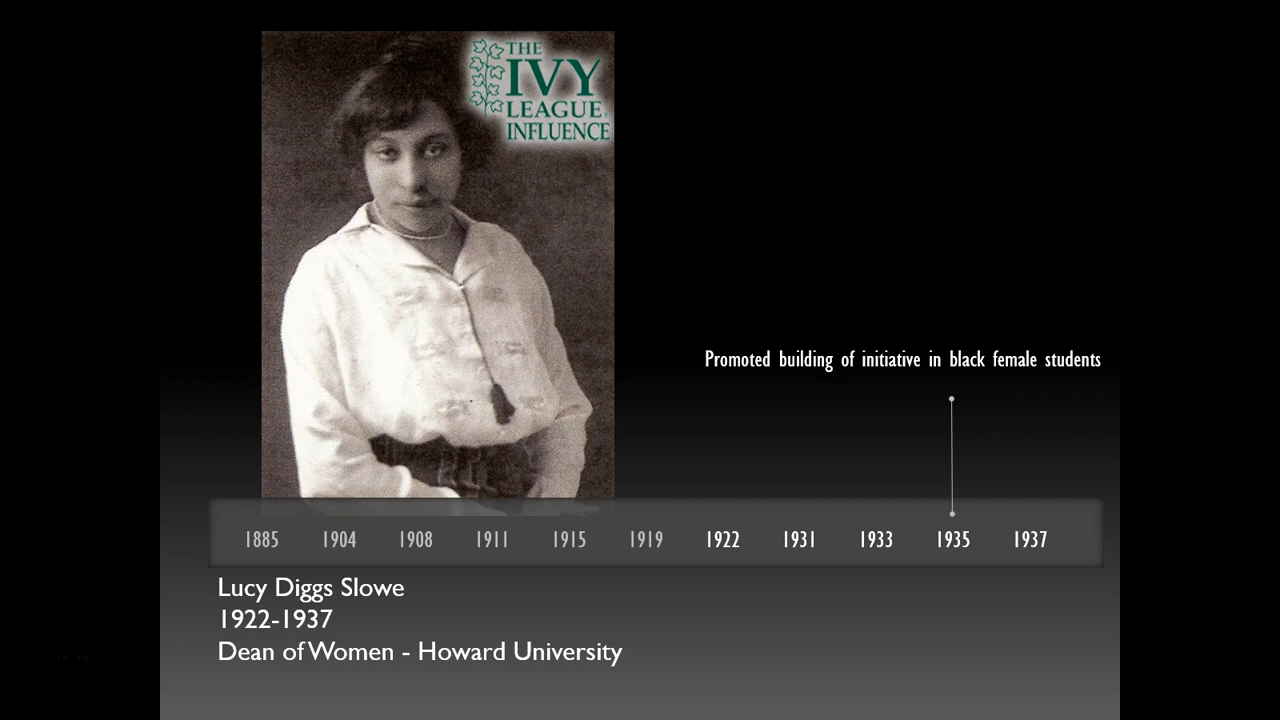 THE
IVY
LEAGUE
INFLUENCE
Promoted building of initiative in black female students
1885 1904 1908 1911 1915 1919 1922 1931 1933 1935 1937
Lucy Diggs Slowe
1922-1937
Dean of Women - Howard University